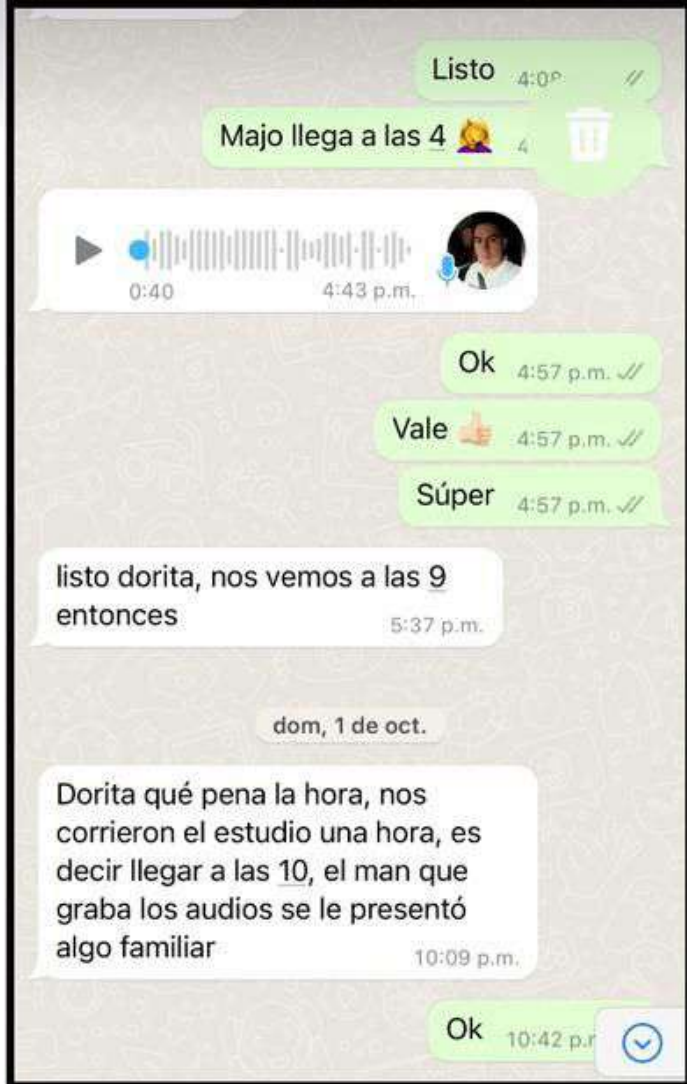 Listo
Majo llega a las 4 🤦‍♀️ 4
0:40 4:43 p.m.
Ok 4:57 p.m.
Vale 👍🏻 4:57 p.m.
Súper 4:57 p.m.
listo dorita, nos vemos a las 9
entonces 5:37 p.m.
dom, 1 de oct.
Dorita qué pena la hora, nos
corrieron el estudio una hora, es
decir llegar a las 10, el man que
graba los audios se le presentó
algo familiar 10:09 p.m.
Ok 10:42